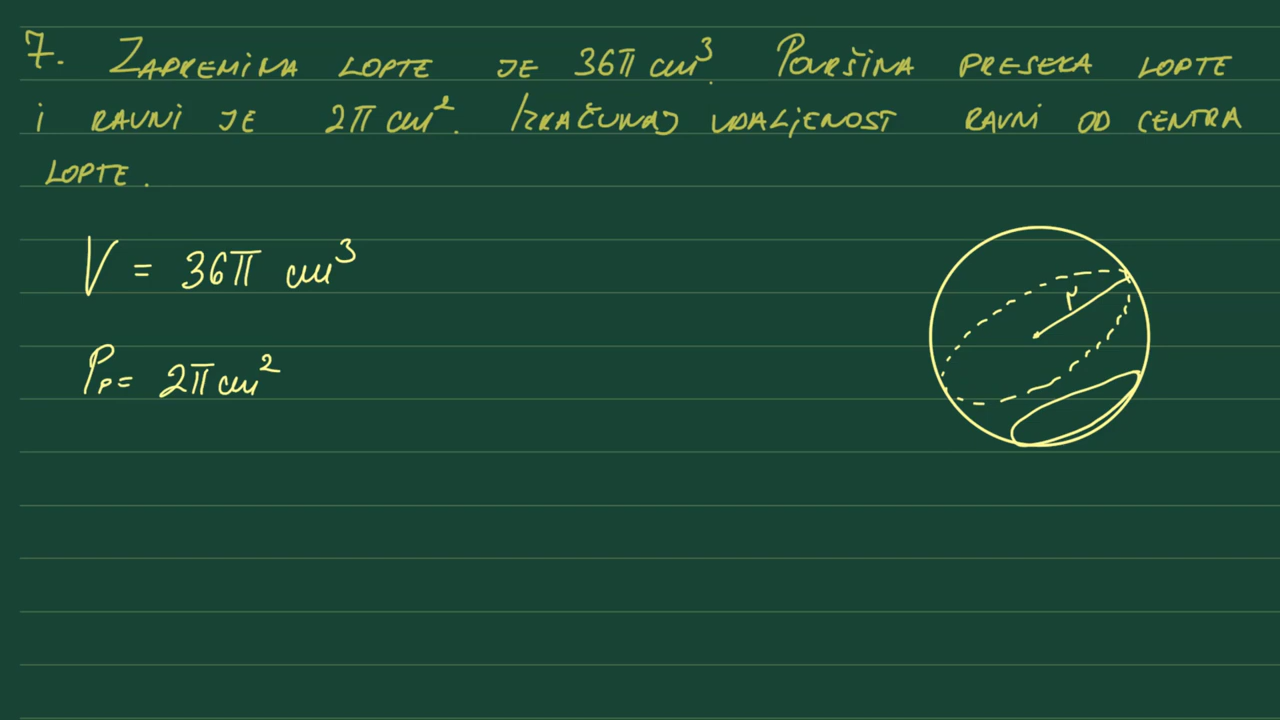 7. ZAPREMINA LOPTE JE 36π cm³. POVRŠINA PRESEKA LOPTE
I RAVNI JE 2π cm². IZRAČUNAJ UDALJENOST RAVNI OD CENTRA
LOPTE.
V = 36π cm³
r
Pₚ = 2π cm²